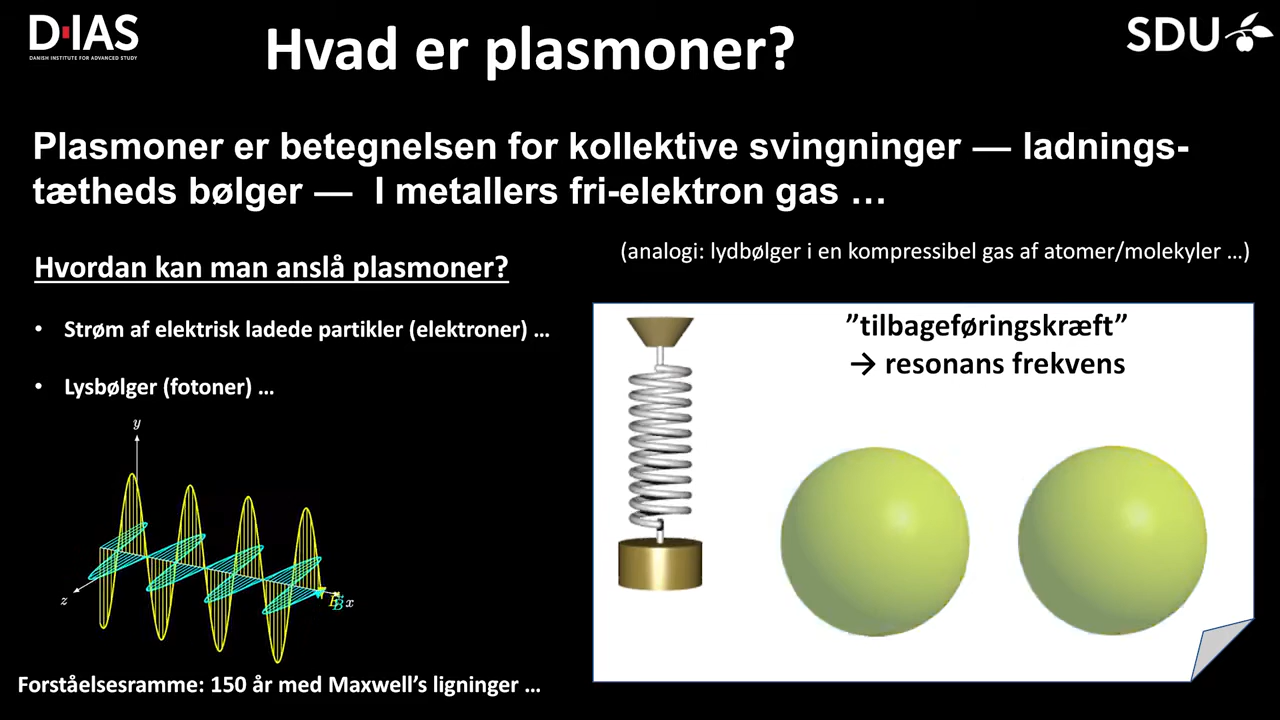 D·IAS
DANISH INSTITUTE FOR ADVANCED STUDY
Hvad er plasmoner?
SDU
Plasmoner er betegnelsen for kollektive svingninger — ladnings-
tætheds bølger — I metallers fri-elektron gas …
(analogi: lydbølger i en kompressibel gas af atomer/molekyler …)
Hvordan kan man anslå plasmoner?
• Strøm af elektrisk ladede partikler (elektroner) …
• Lysbølger (fotoner) …
”tilbageføringskræft”
→ resonans frekvens
y
z
x
Forståelsesramme: 150 år med Maxwell’s ligninger …